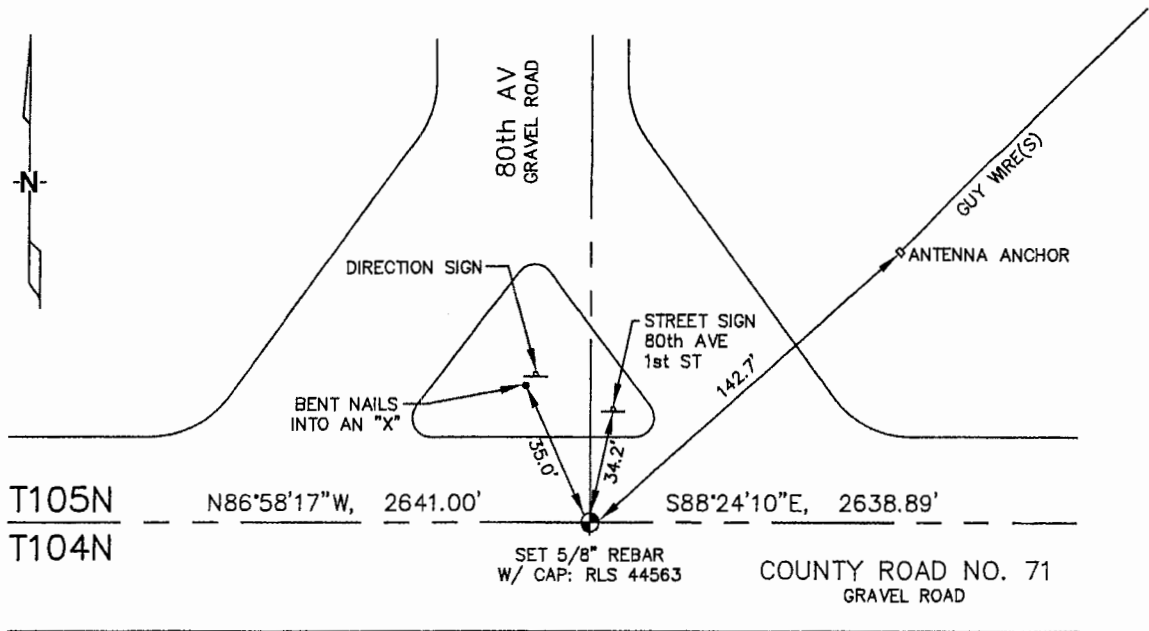 80th AV
GRAVEL ROAD
-N-
GUY WIRE(S)
ANTENNA ANCHOR
DIRECTION SIGN
STREET SIGN
80th AVE
1st ST
142.7'
BENT NAILS
INTO AN "X"
35.0'
34.2'
T105N
N86°58'17"W, 2641.00'
S88°24'10"E, 2638.89'
T104N
SET 5/8" REBAR
W/ CAP: RLS 44563
COUNTY ROAD NO. 71
GRAVEL ROAD